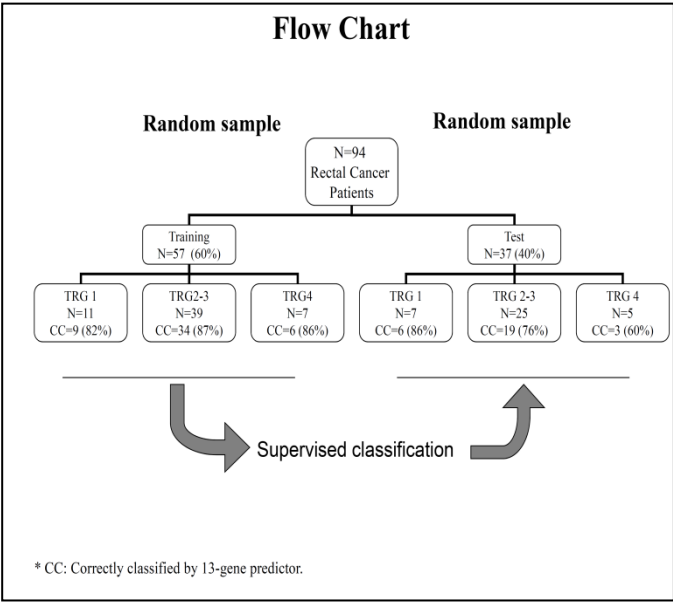 Flow Chart
Random sample
Random sample
N=94
Rectal Cancer
Patients
Training
N=57 (60%)
Test
N=37 (40%)
TRG 1
N=11
CC=9 (82%)
TRG2-3
N=39
CC=34 (87%)
TRG4
N=7
CC=6 (86%)
TRG 1
N=7
CC=6 (86%)
TRG 2-3
N=25
CC=19 (76%)
TRG 4
N=5
CC=3 (60%)
Supervised classification
* CC: Correctly classified by 13-gene predictor.